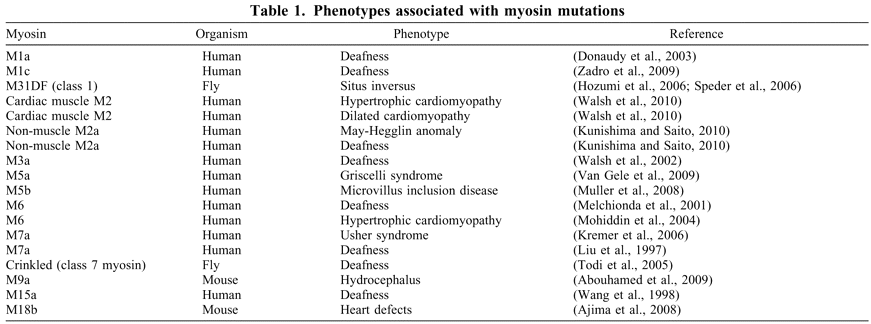 Table 1. Phenotypes associated with myosin mutations
Myosin Organism Phenotype Reference
M1a Human Deafness (Donaudy et al., 2003)
M1c Human Deafness (Zadro et al., 2009)
M31DF (class 1) Fly Situs inversus (Hozumi et al., 2006; Speder et al., 2006)
Cardiac muscle M2 Human Hypertrophic cardiomyopathy (Walsh et al., 2010)
Cardiac muscle M2 Human Dilated cardiomyopathy (Walsh et al., 2010)
Non-muscle M2a Human May-Hegglin anomaly (Kunishima and Saito, 2010)
Non-muscle M2a Human Deafness (Kunishima and Saito, 2010)
M3a Human Deafness (Walsh et al., 2002)
M5a Human Griscelli syndrome (Van Gele et al., 2009)
M5b Human Microvillus inclusion disease (Muller et al., 2008)
M6 Human Deafness (Melchionda et al., 2001)
M6 Human Hypertrophic cardiomyopathy (Mohiddin et al., 2004)
M7a Human Usher syndrome (Kremer et al., 2006)
M7a Human Deafness (Liu et al., 1997)
Crinkled (class 7 myosin) Fly Deafness (Todi et al., 2005)
M9a Mouse Hydrocephalus (Abouhamed et al., 2009)
M15a Human Deafness (Wang et al., 1998)
M18b Mouse Heart defects (Ajima et al., 2008)